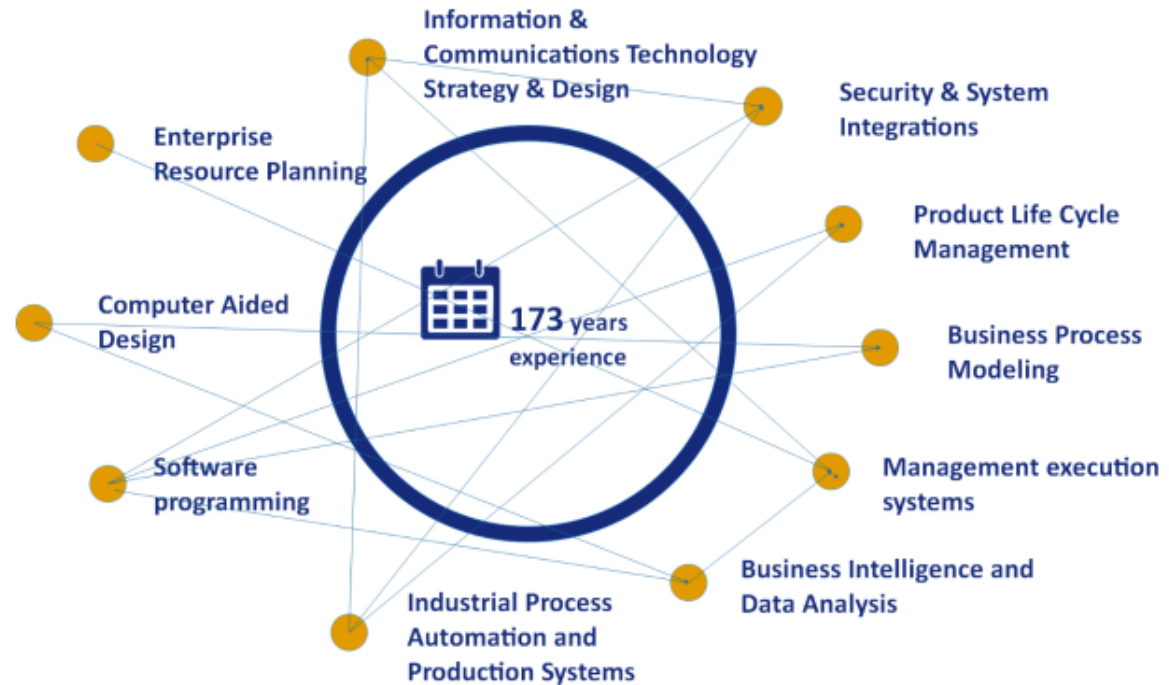 Information &
Communications Technology
Strategy & Design
Security & System
Integrations
Enterprise
Resource Planning
Product Life Cycle
Management
Computer Aided
Design
173 years
experience
Business Process
Modeling
Software
programming
Management execution
systems
Business Intelligence and
Data Analysis
Industrial Process
Automation and
Production Systems